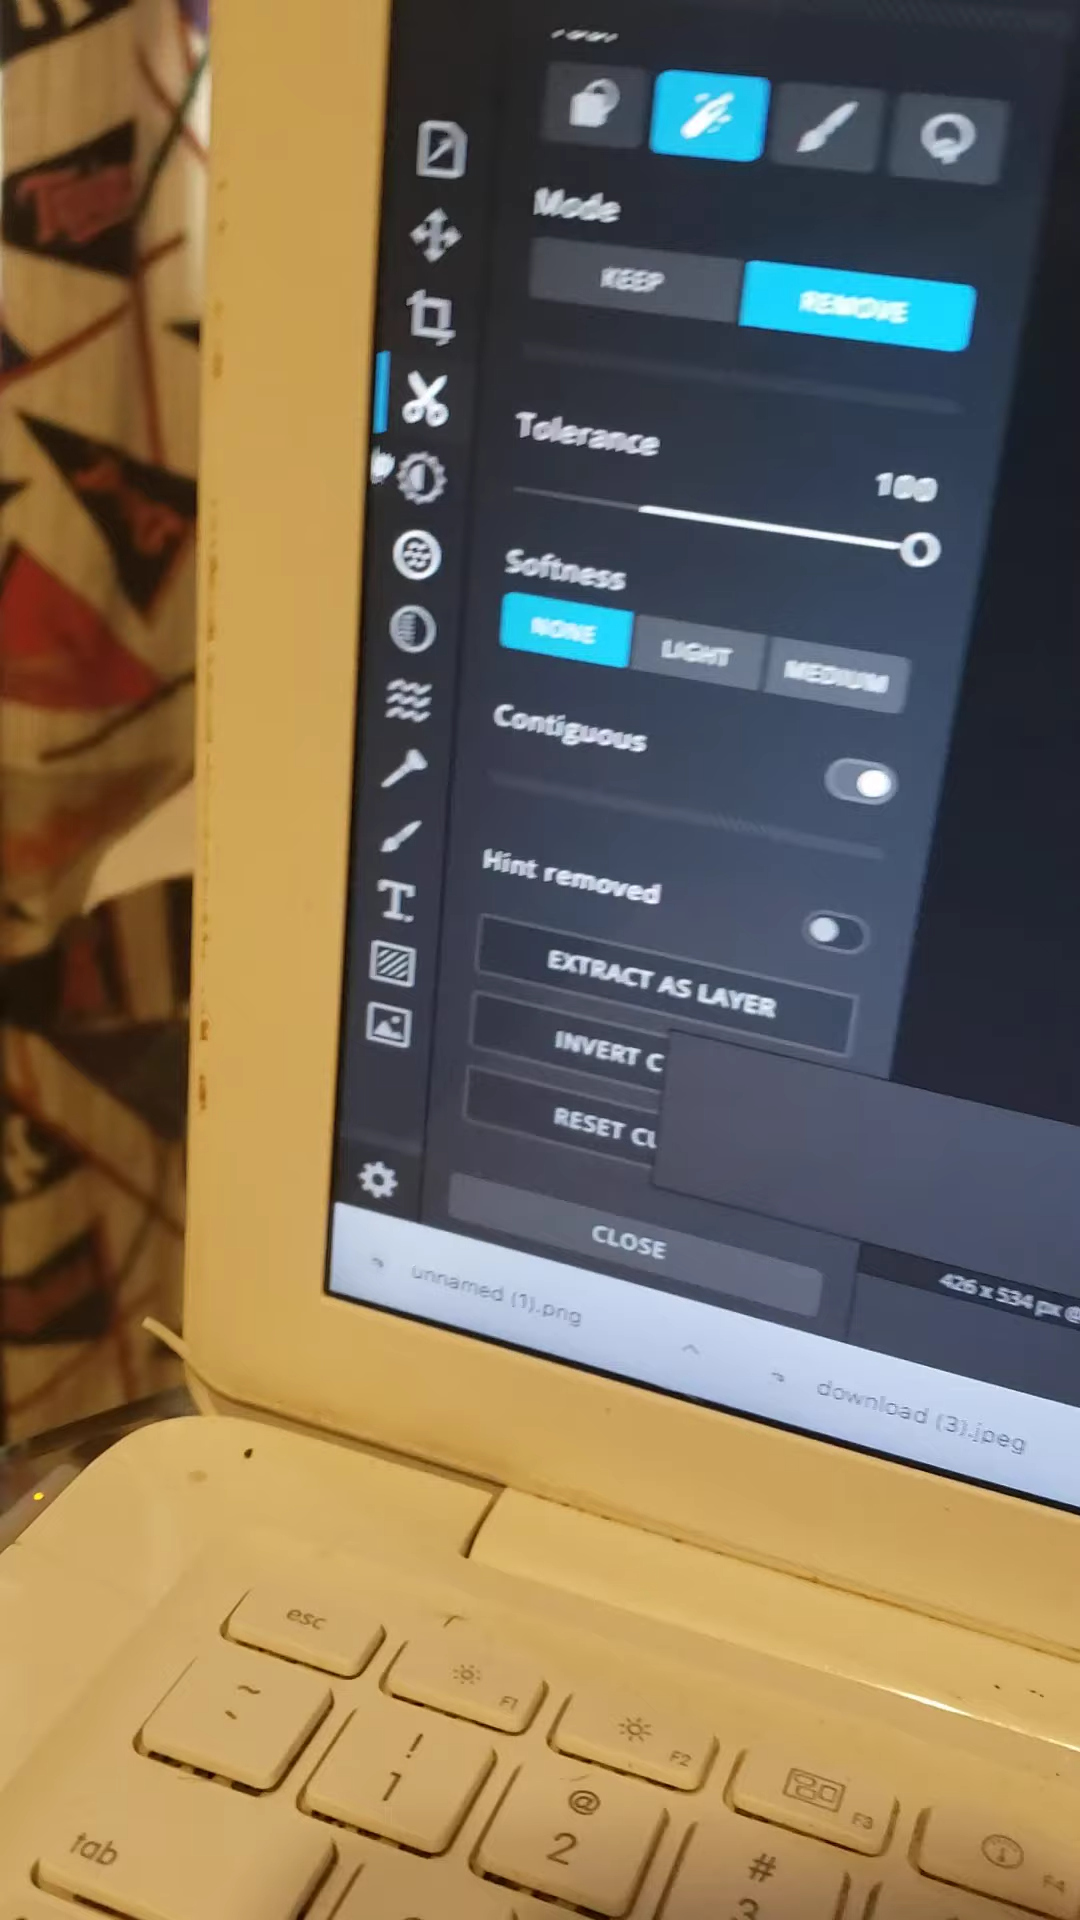 Mode
KEEP REMOVE
Tolerance
100
Softness
NONE LIGHT MEDIUM
Contiguous
Hint removed
EXTRACT AS LAYER
INVERT C
RESET CU
CLOSE
426 x 534 px @
unnamed (1).png
download (3).jpeg
esc
F1
F2
F3
F4
~
`
!
1
@
2
#
3
tab